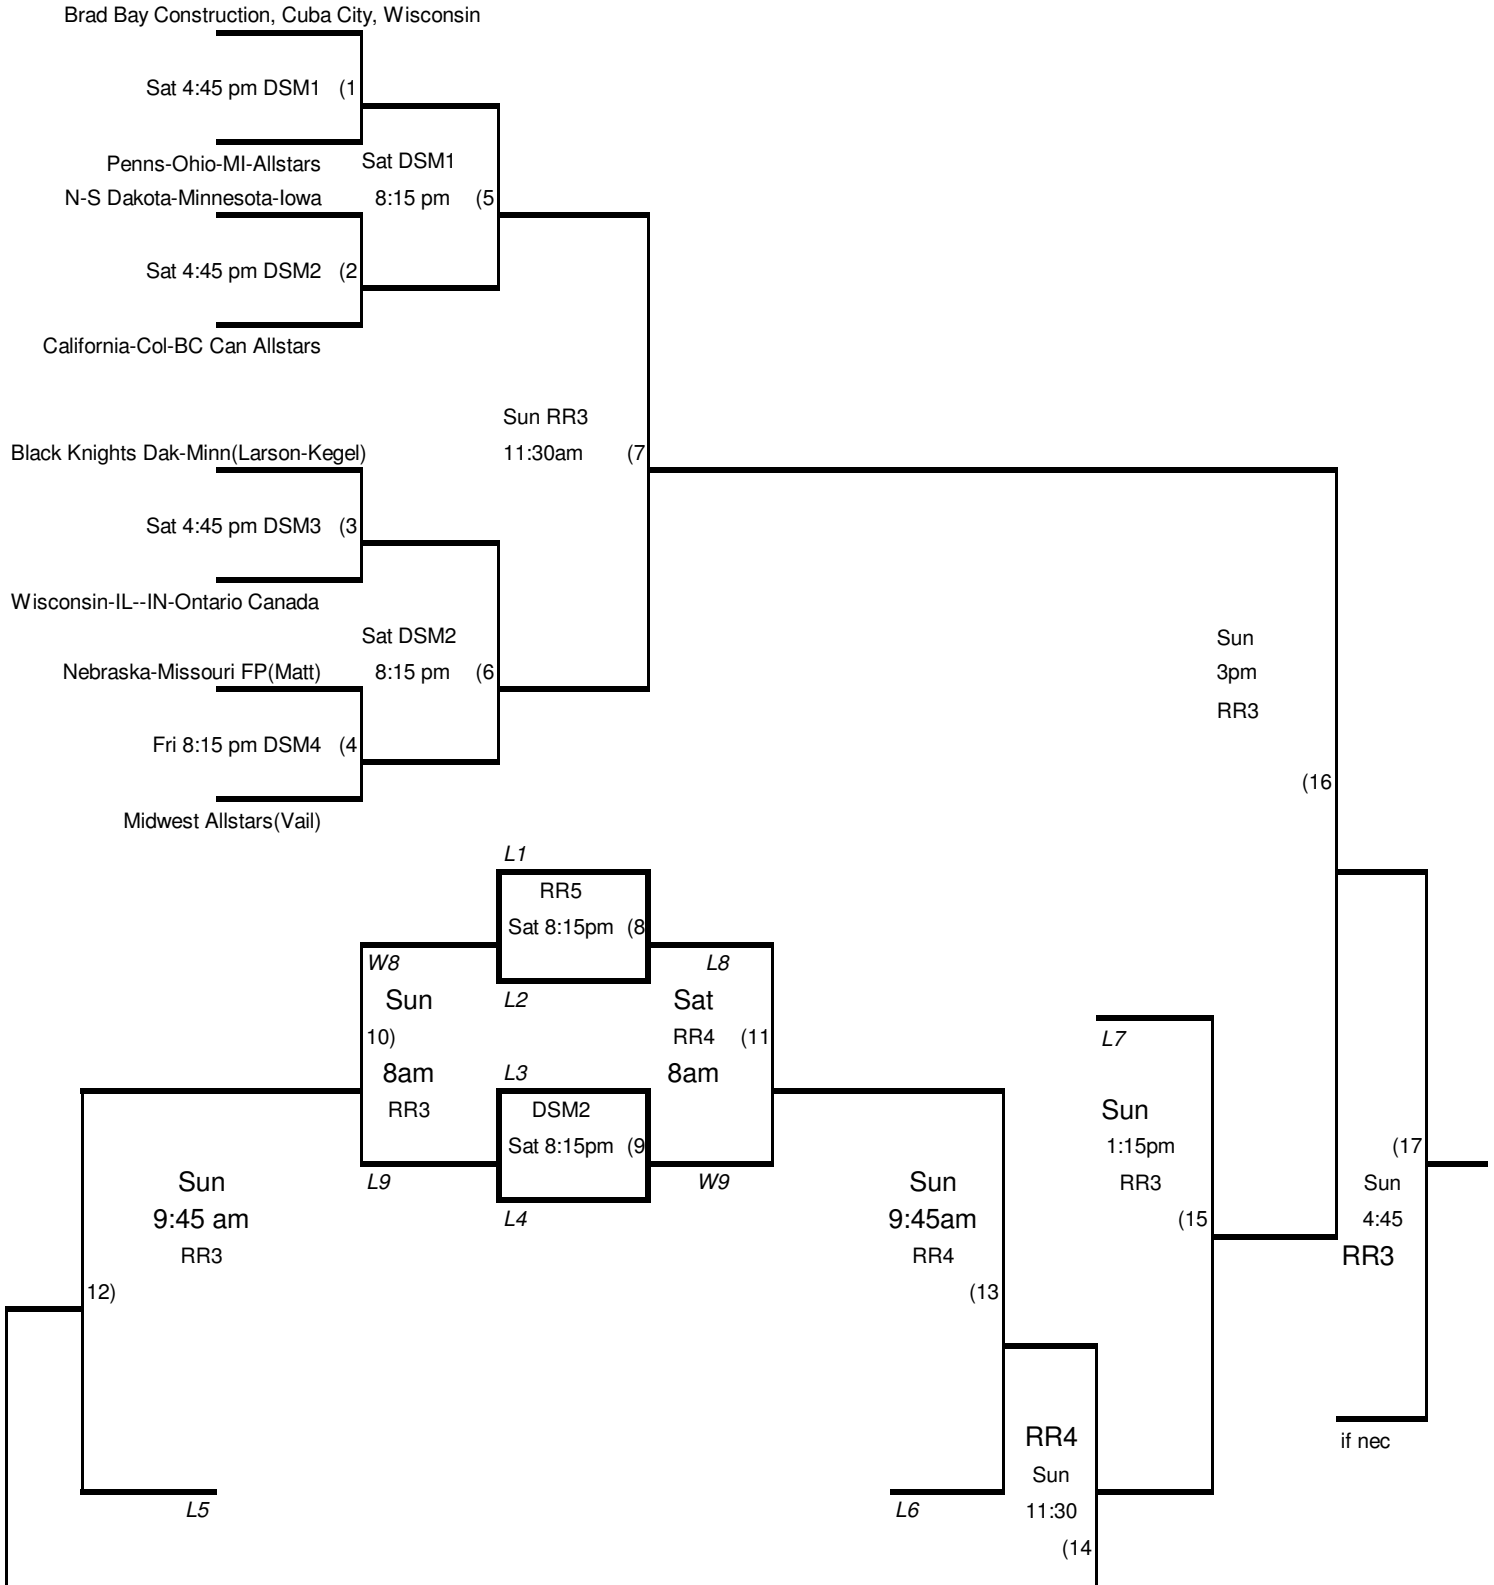 Brad Bay Construction, Cuba City, Wisconsin
Sat 4:45 pm DSM1 (1
Penns-Ohio-MI-Allstars
Sat DSM1
N-S Dakota-Minnesota-Iowa
8:15 pm (5
Sat 4:45 pm DSM2 (2
California-Col-BC Can Allstars
Sun RR3
Black Knights Dak-Minn(Larson-Kegel)
11:30am (7
Sat 4:45 pm DSM3 (3
Wisconsin-IL--IN-Ontario Canada
Sat DSM2
Nebraska-Missouri FP(Matt)
8:15 pm (6
Sun
3pm
RR3
Fri 8:15 pm DSM4 (4
(16
Midwest Allstars(Vail)
L1
RR5
Sat 8:15pm (8
W8
L8
Sun
L2
Sat
10)
RR4 (11
L7
8am
L3
8am
RR3
DSM2
Sun
Sat 8:15pm (9
1:15pm
(17
L9
W9
Sun
Sun
RR3
Sun
9:45 am
L4
9:45am
(15
4:45
RR3
RR4
RR3
12)
(13
RR4
if nec
Sun
L5
L6
11:30
(14